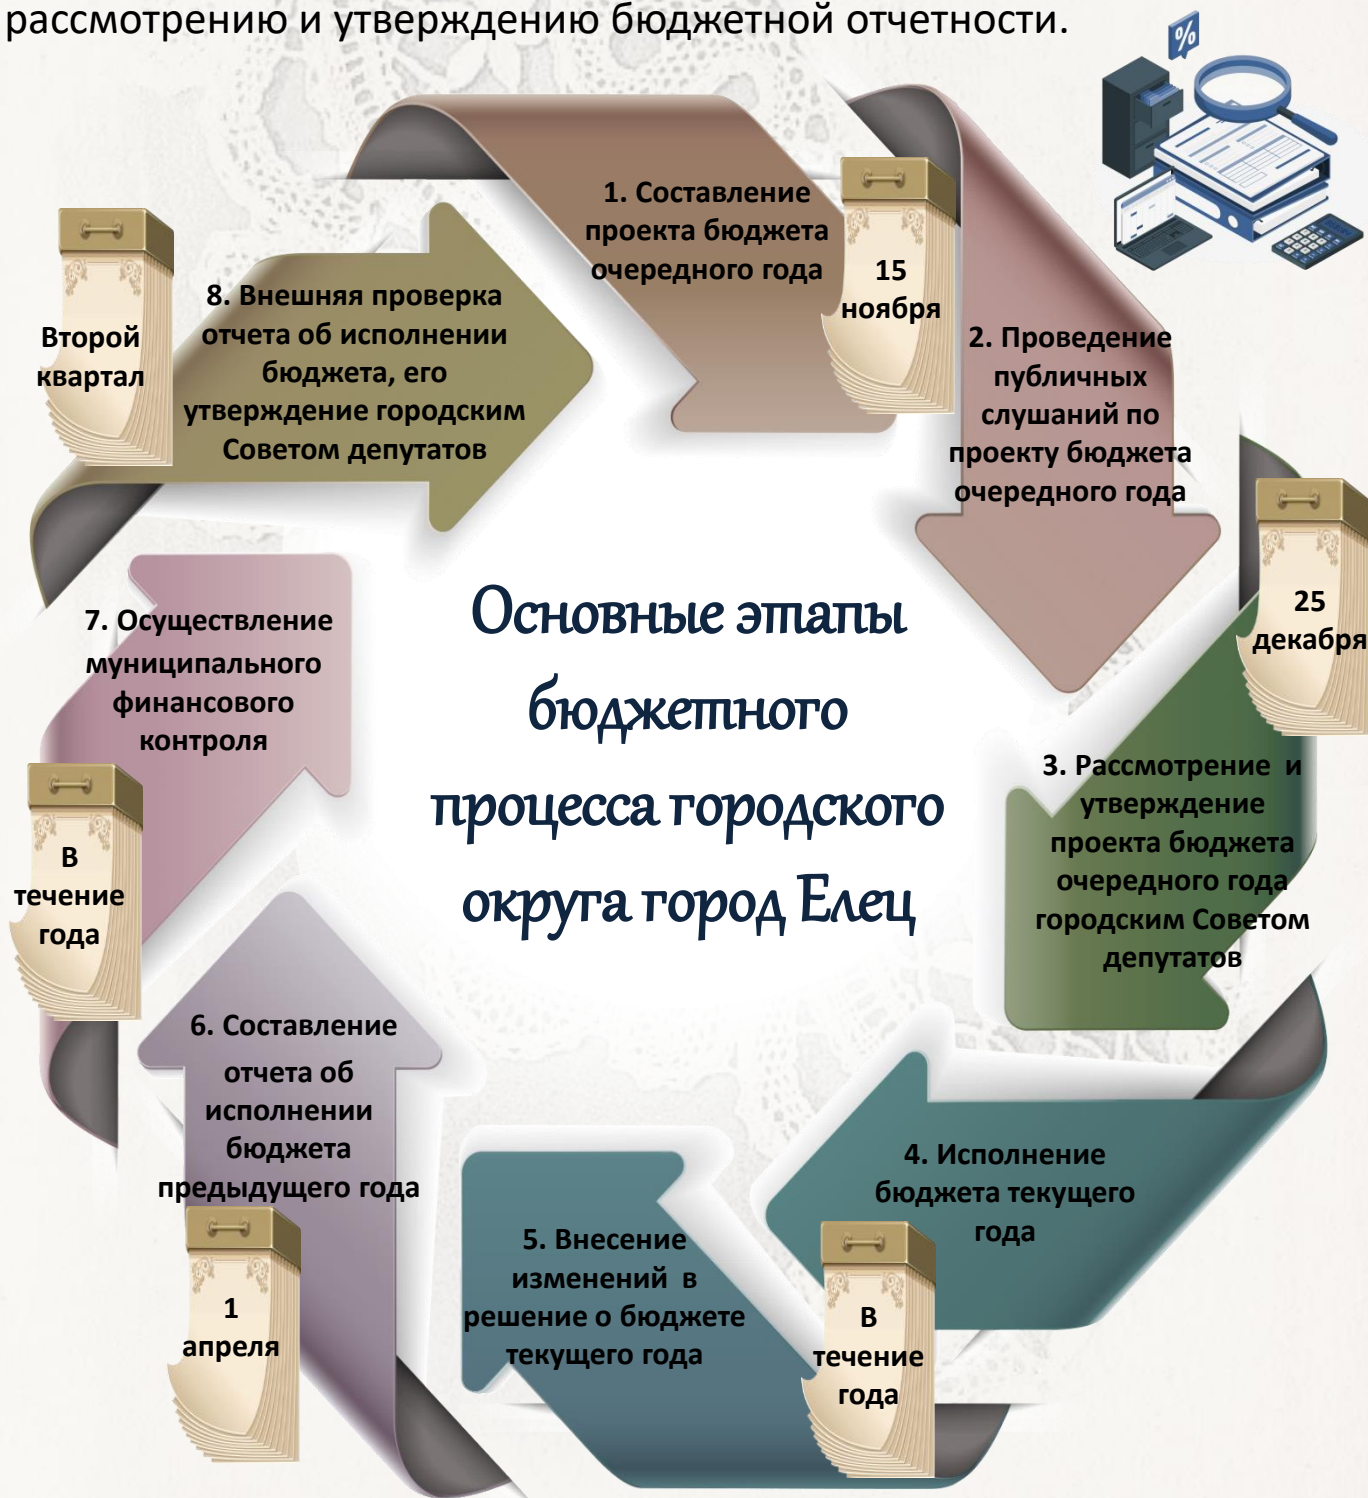 рассмотрению и утверждению бюджетной отчетности.
%
1. Составление
проекта бюджета
очередного года
15
ноября
2. Проведение
публичных
слушаний по
проекту бюджета
очередного года
25
декабря
3. Рассмотрение и
утверждение
проекта бюджета
очередного года
городским Советом
депутатов
4. Исполнение
бюджета текущего
года
В
течение
года
5. Внесение
изменений в
решение о бюджете
текущего года
6. Составление
отчета об
исполнении
бюджета
предыдущего года
1
апреля
7. Осуществление
муниципального
финансового
контроля
В
течение
года
8. Внешняя проверка
отчета об исполнении
бюджета, его
утверждение городским
Советом депутатов
Второй
квартал
Основные этапы
бюджетного
процесса городского
округа город Елец